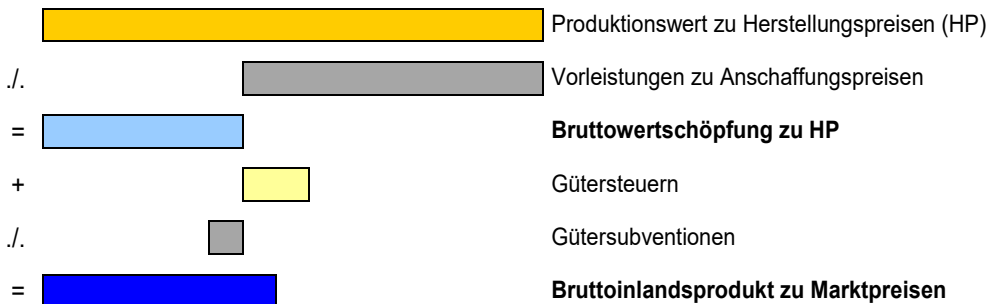 Produktionswert zu Herstellungspreisen (HP)
./. Vorleistungen zu Anschaffungspreisen
= Bruttowertschöpfung zu HP
+ Gütersteuern
./. Gütersubventionen
= Bruttoinlandsprodukt zu Marktpreisen